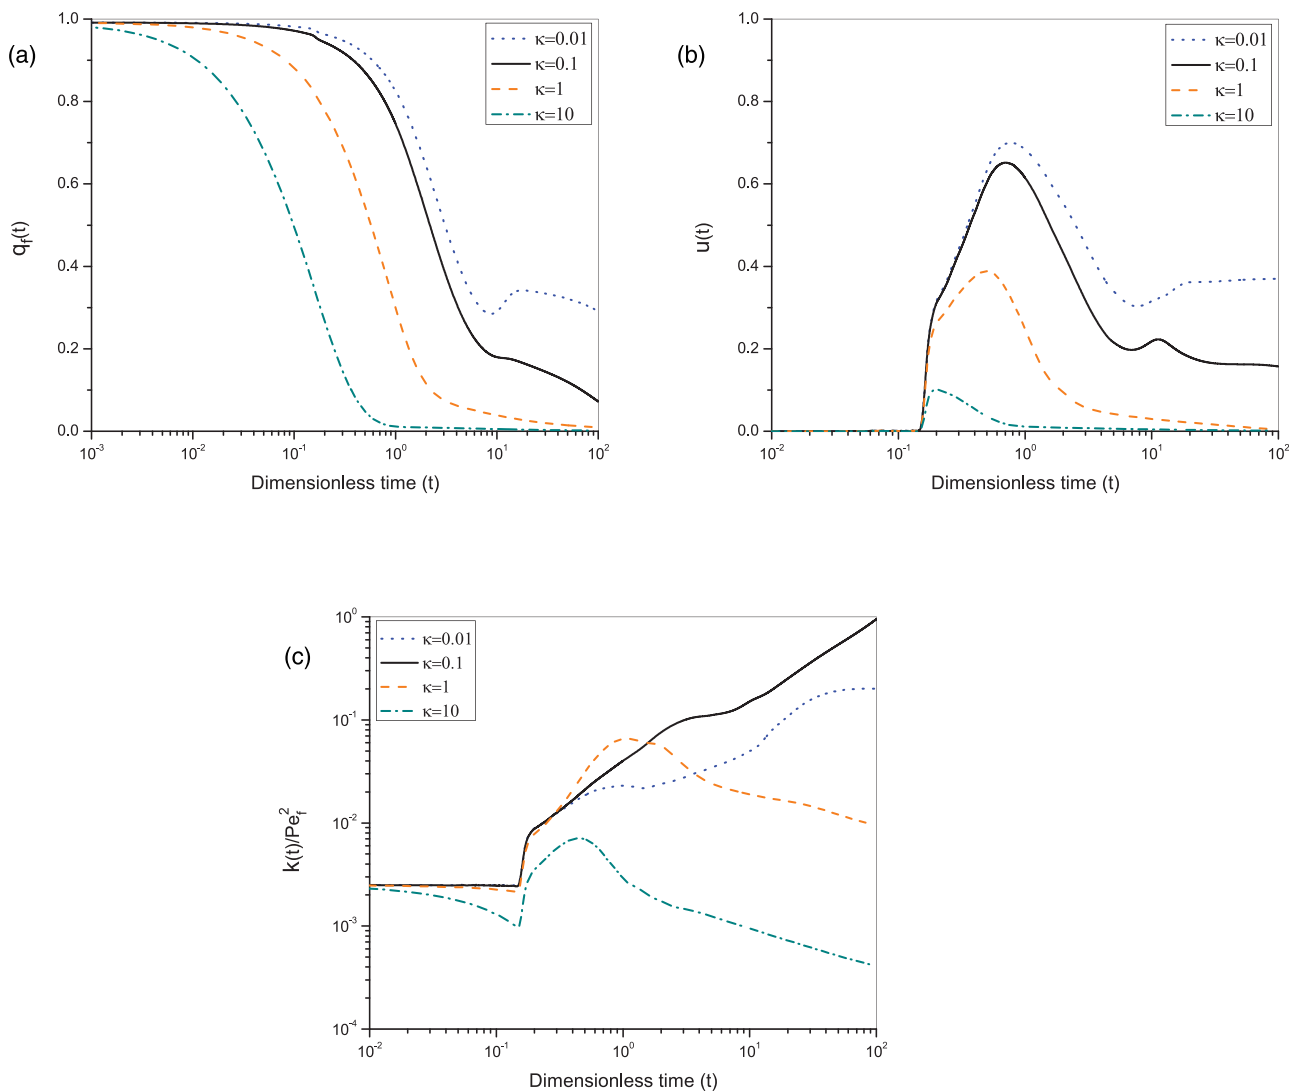 (a)
1.0
0.8
0.6
0.4
0.2
0.0
q_f(t)
κ=0.01
κ=0.1
κ=1
κ=10
10^-3
10^-2
10^-1
10^0
10^1
10^2
Dimensionless time (t)
(b)
1.0
0.8
0.6
0.4
0.2
0.0
u(t)
κ=0.01
κ=0.1
κ=1
κ=10
10^-2
10^-1
10^0
10^1
10^2
Dimensionless time (t)
(c)
10^0
10^-1
10^-2
10^-3
10^-4
k(t)/Pe_f^2
κ=0.01
κ=0.1
κ=1
κ=10
10^-2
10^-1
10^0
10^1
10^2
Dimensionless time (t)